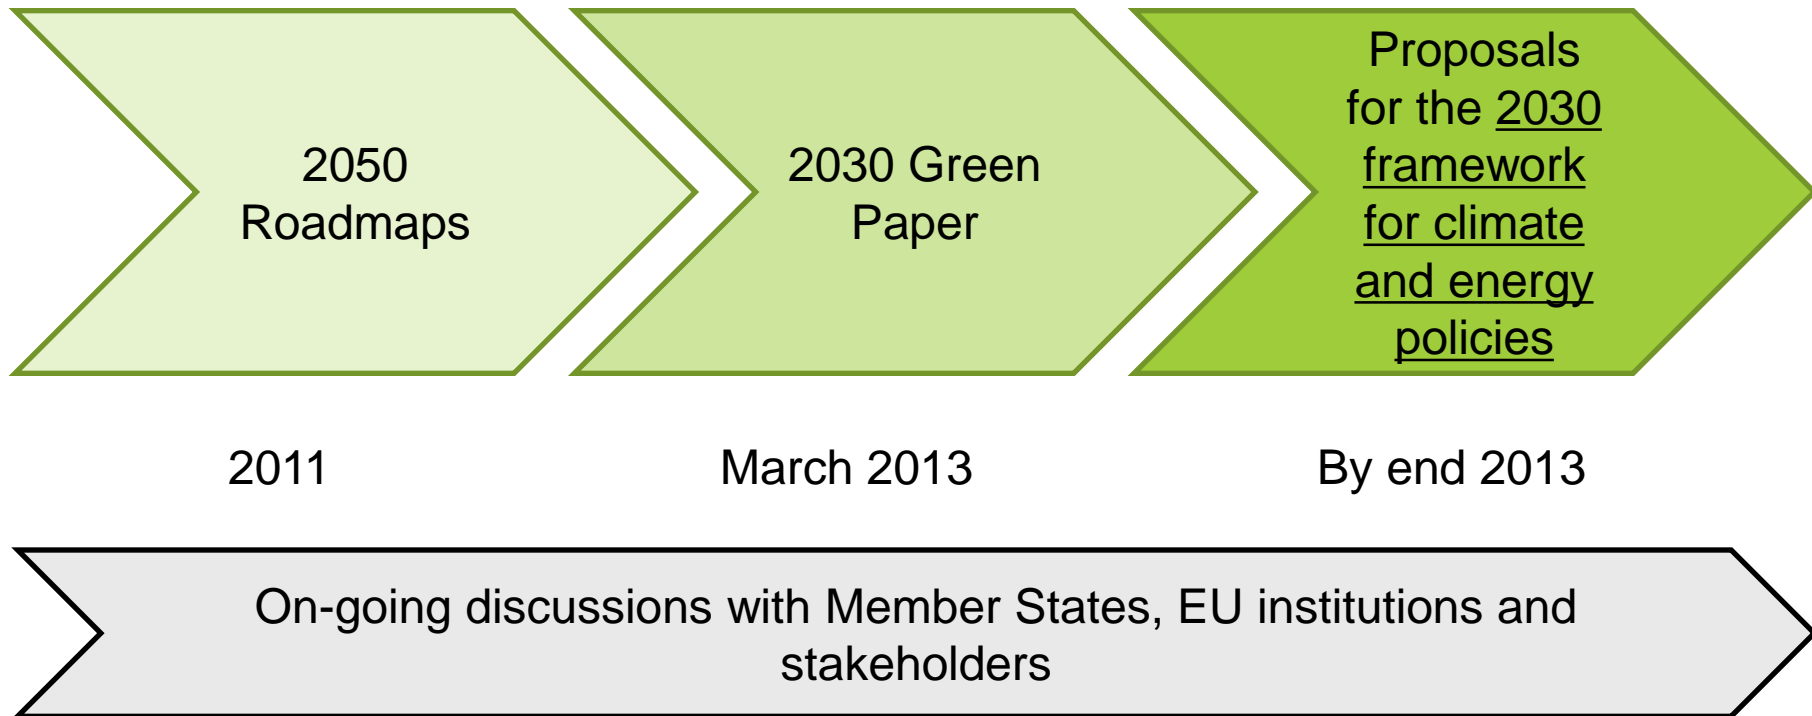 2050
Roadmaps
2030 Green
Paper
Proposals
for the 2030
framework
for climate
and energy
policies
2011
March 2013
By end 2013
On-going discussions with Member States, EU institutions and
stakeholders